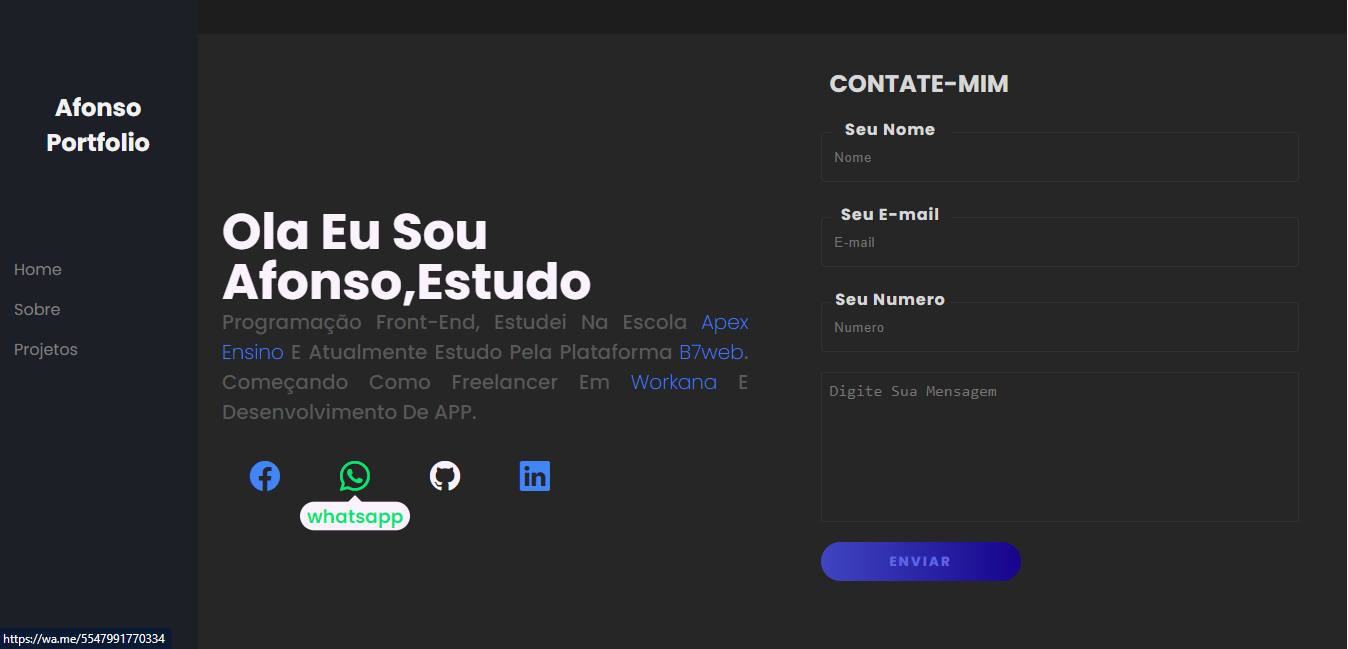 Afonso
Portfolio
Home
Sobre
Projetos
Ola Eu Sou
Afonso,Estudo
Programação Front-End, Estudei Na Escola Apex
Ensino E Atualmente Estudo Pela Plataforma B7web.
Começando Como Freelancer Em Workana E
Desenvolvimento De APP.
whatsapp
CONTATE-MIM
Seu Nome
Nome
Seu E-mail
E-mail
Seu Numero
Numero
Digite Sua Mensagem
ENVIAR
https://wa.me/5547991770334